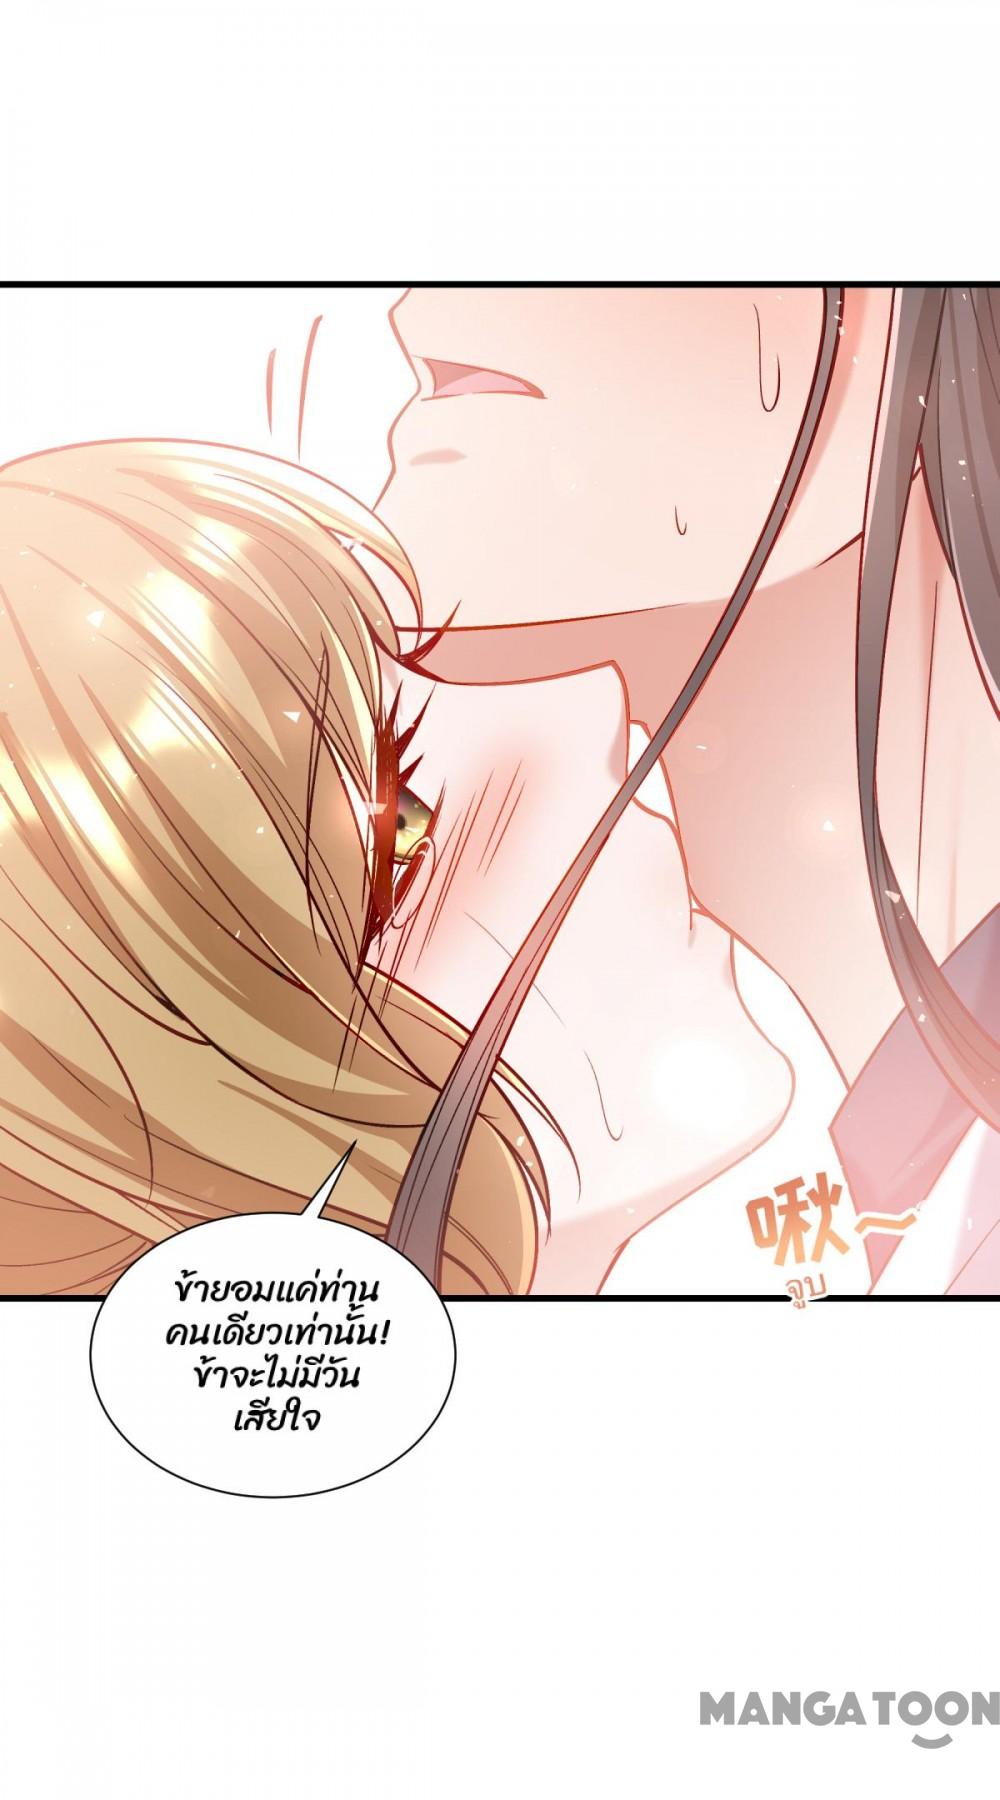 啾～
จูบ
ข้ายอมแค่ท่าน
คนเดียวเท่านั้น!
ข้าจะไม่มีวัน
เสียใจ
MANGATOON